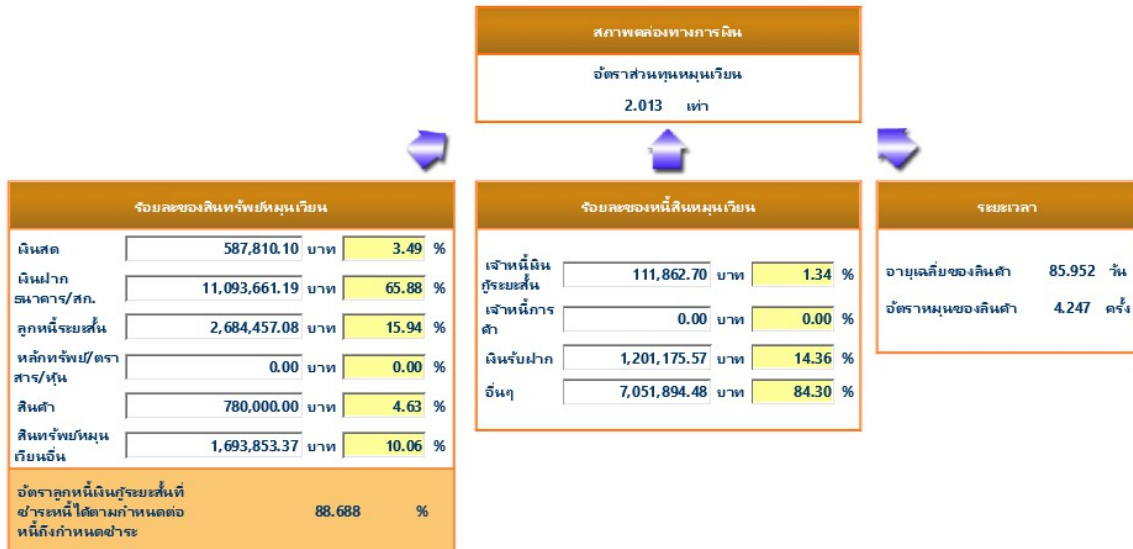 สภาพคล่องทางการเงิน
อัตราส่วนทุนหมุนเวียน
2.013 เท่า
ร้อยละของสินทรัพย์หมุนเวียน
เงินสด 587,810.10 บาท 3.49 %
เงินฝาก
ธนาคาร/สก. 11,093,661.19 บาท 65.88 %
ลูกหนี้ระยะสั้น 2,684,457.08 บาท 15.94 %
หลักทรัพย์/ตรา
สาร/หุ้น 0.00 บาท 0.00 %
สินค้า 780,000.00 บาท 4.63 %
สินทรัพย์หมุน
เวียนอื่น 1,693,853.37 บาท 10.06 %
อัตราลูกหนี้เงินกู้ระยะสั้นที่
ชำระหนี้ได้ตามกำหนดต่อ 88.688 %
หนี้ถึงกำหนดชำระ
ร้อยละของหนี้สินหมุนเวียน
เจ้าหนี้เงิน
กู้ระยะสั้น 111,862.70 บาท 1.34 %
เจ้าหนี้การ
ค้า 0.00 บาท 0.00 %
เงินรับฝาก 1,201,175.57 บาท 14.36 %
อื่นๆ 7,051,894.48 บาท 84.30 %
ระยะเวลา
อายุเฉลี่ยของสินค้า 85.952 วัน
อัตราหมุนของสินค้า 4.247 ครั้ง